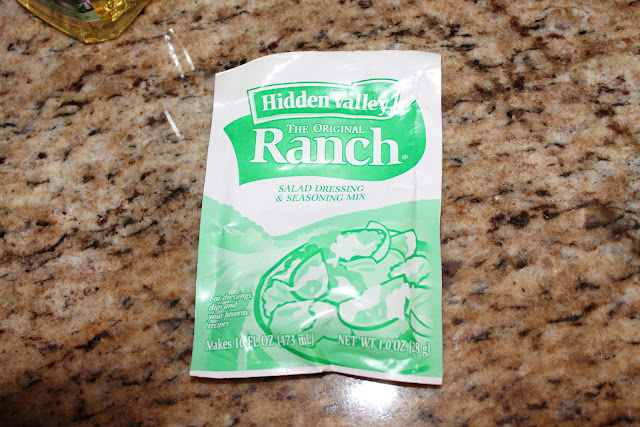 Hidden Valley
THE ORIGINAL
Ranch®
SALAD DRESSING
& SEASONING MIX
For dressings,
dips and
your favorite
recipes
Makes 16 FL OZ (473 mL)
NET WT 1.0 OZ (28 g)